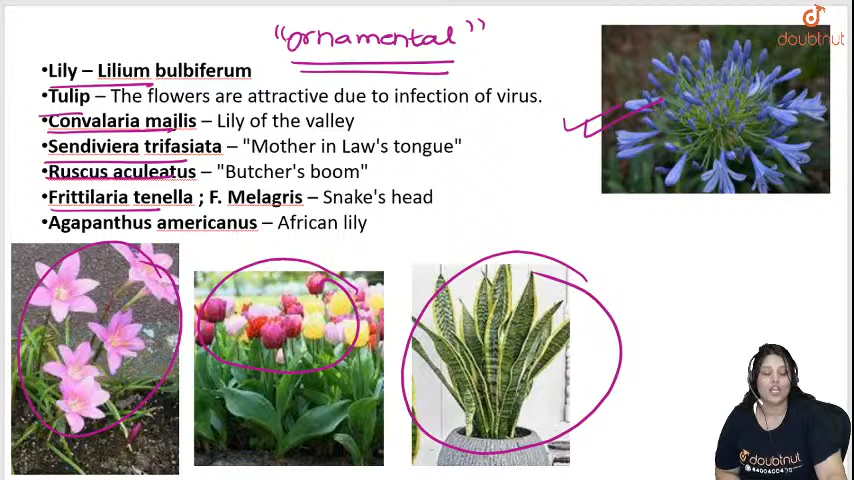 "ornamental"
doubtnut
•Lily – Lilium bulbiferum
•Tulip – The flowers are attractive due to infection of virus.
•Convalaria majlis – Lily of the valley
•Sendiviera trifasiata – "Mother in Law's tongue"
•Ruscus aculeatus – "Butcher's boom"
•Frittilaria tenella ; F. Melagris – Snake's head
•Agapanthus americanus – African lily
doubtnut
8400400400